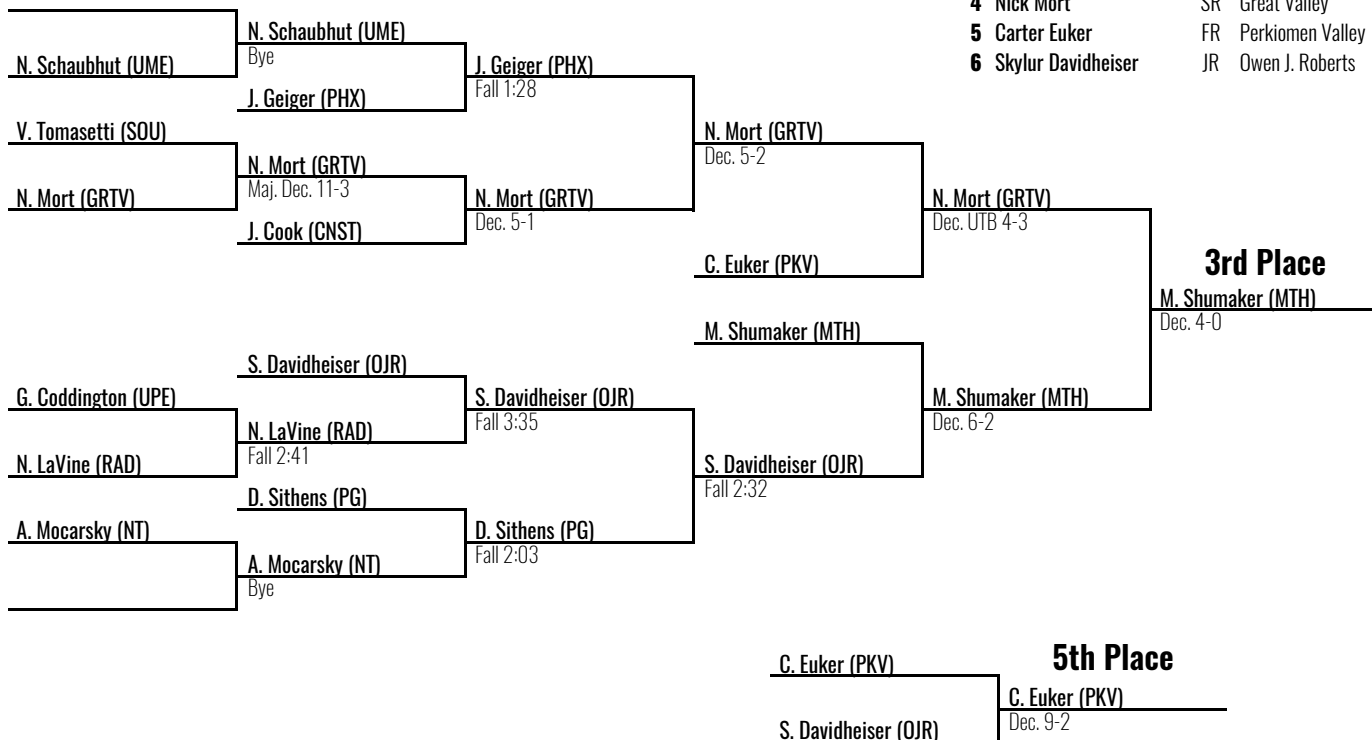 4 Nick Mort SR Great Valley
5 Carter Euker FR Perkiomen Valley
6 Skylur Davidheiser JR Owen J. Roberts
N. Schaubhut (UME)
N. Schaubhut (UME)
Bye
J. Geiger (PHX)
J. Geiger (PHX)
Fall 1:28
V. Tomasetti (SOU)
N. Mort (GRTV)
N. Mort (GRTV)
Maj. Dec. 11-3
J. Cook (CNST)
N. Mort (GRTV)
Dec. 5-1
N. Mort (GRTV)
Dec. 5-2
C. Euker (PKV)
N. Mort (GRTV)
Dec. UTB 4-3
3rd Place
M. Shumaker (MTH)
Dec. 4-0
M. Shumaker (MTH)
M. Shumaker (MTH)
Dec. 6-2
S. Davidheiser (OJR)
G. Coddington (UPE)
N. LaVine (RAD)
N. LaVine (RAD)
Fall 2:41
S. Davidheiser (OJR)
Fall 3:35
D. Sithens (PG)
A. Mocarsky (NT)
A. Mocarsky (NT)
Bye
D. Sithens (PG)
Fall 2:03
S. Davidheiser (OJR)
Fall 2:32
5th Place
C. Euker (PKV)
C. Euker (PKV)
Dec. 9-2
S. Davidheiser (OJR)